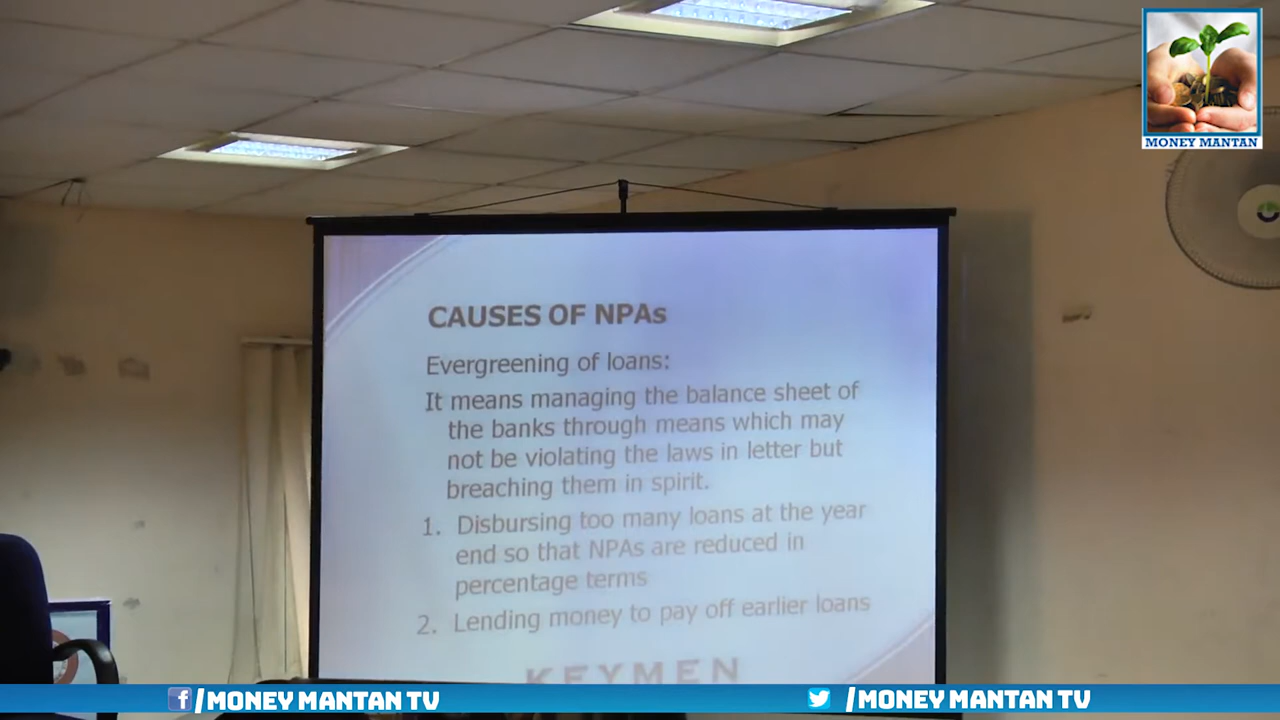 MONEY MANTAN
CAUSES OF NPAs
Evergreening of loans:
It means managing the balance sheet of
the banks through means which may
not be violating the laws in letter but
breaching them in spirit.
1. Disbursing too many loans at the year
end so that NPAs are reduced in
percentage terms
2. Lending money to pay off earlier loans
KEYMEN
f/MONEY MANTAN TV
/MONEY MANTAN TV